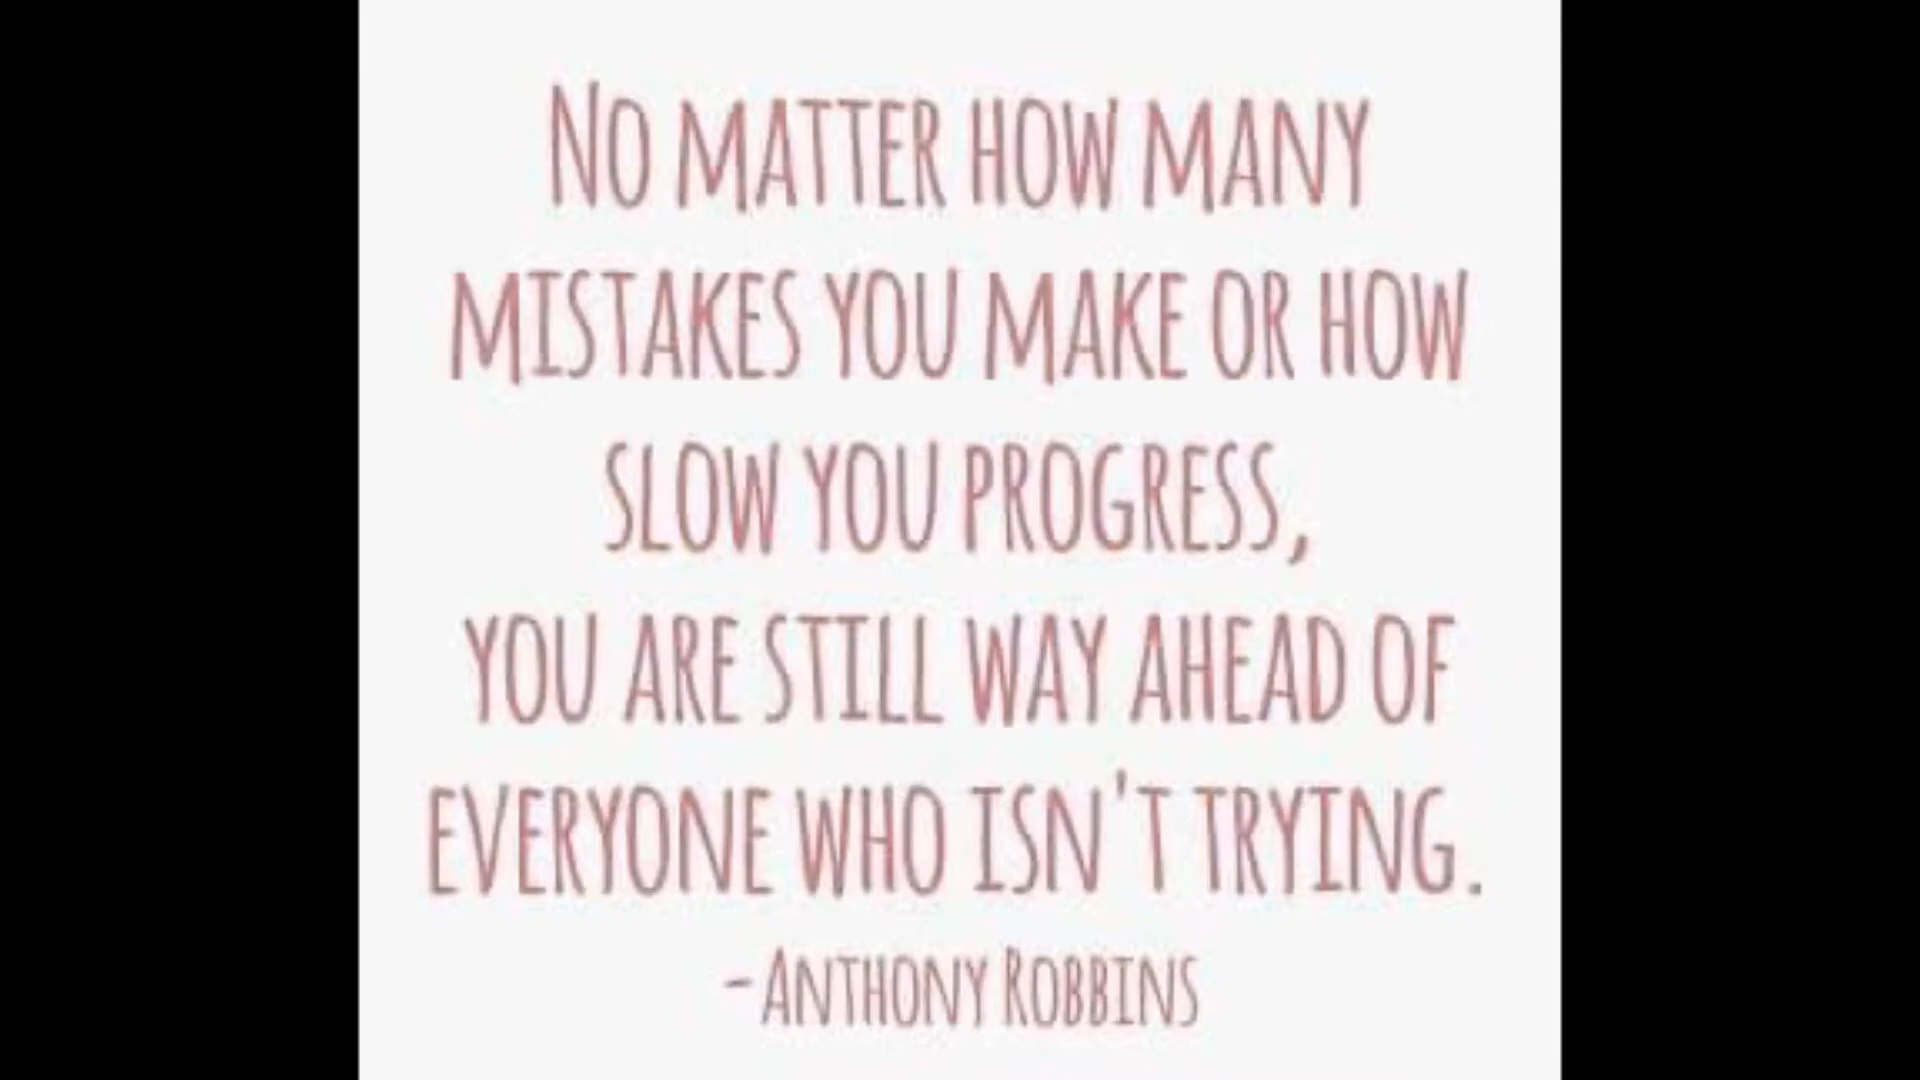 No matter how many
mistakes you make or how
slow you progress,
you are still way ahead of
everyone who isn't trying.
-Anthony Robbins